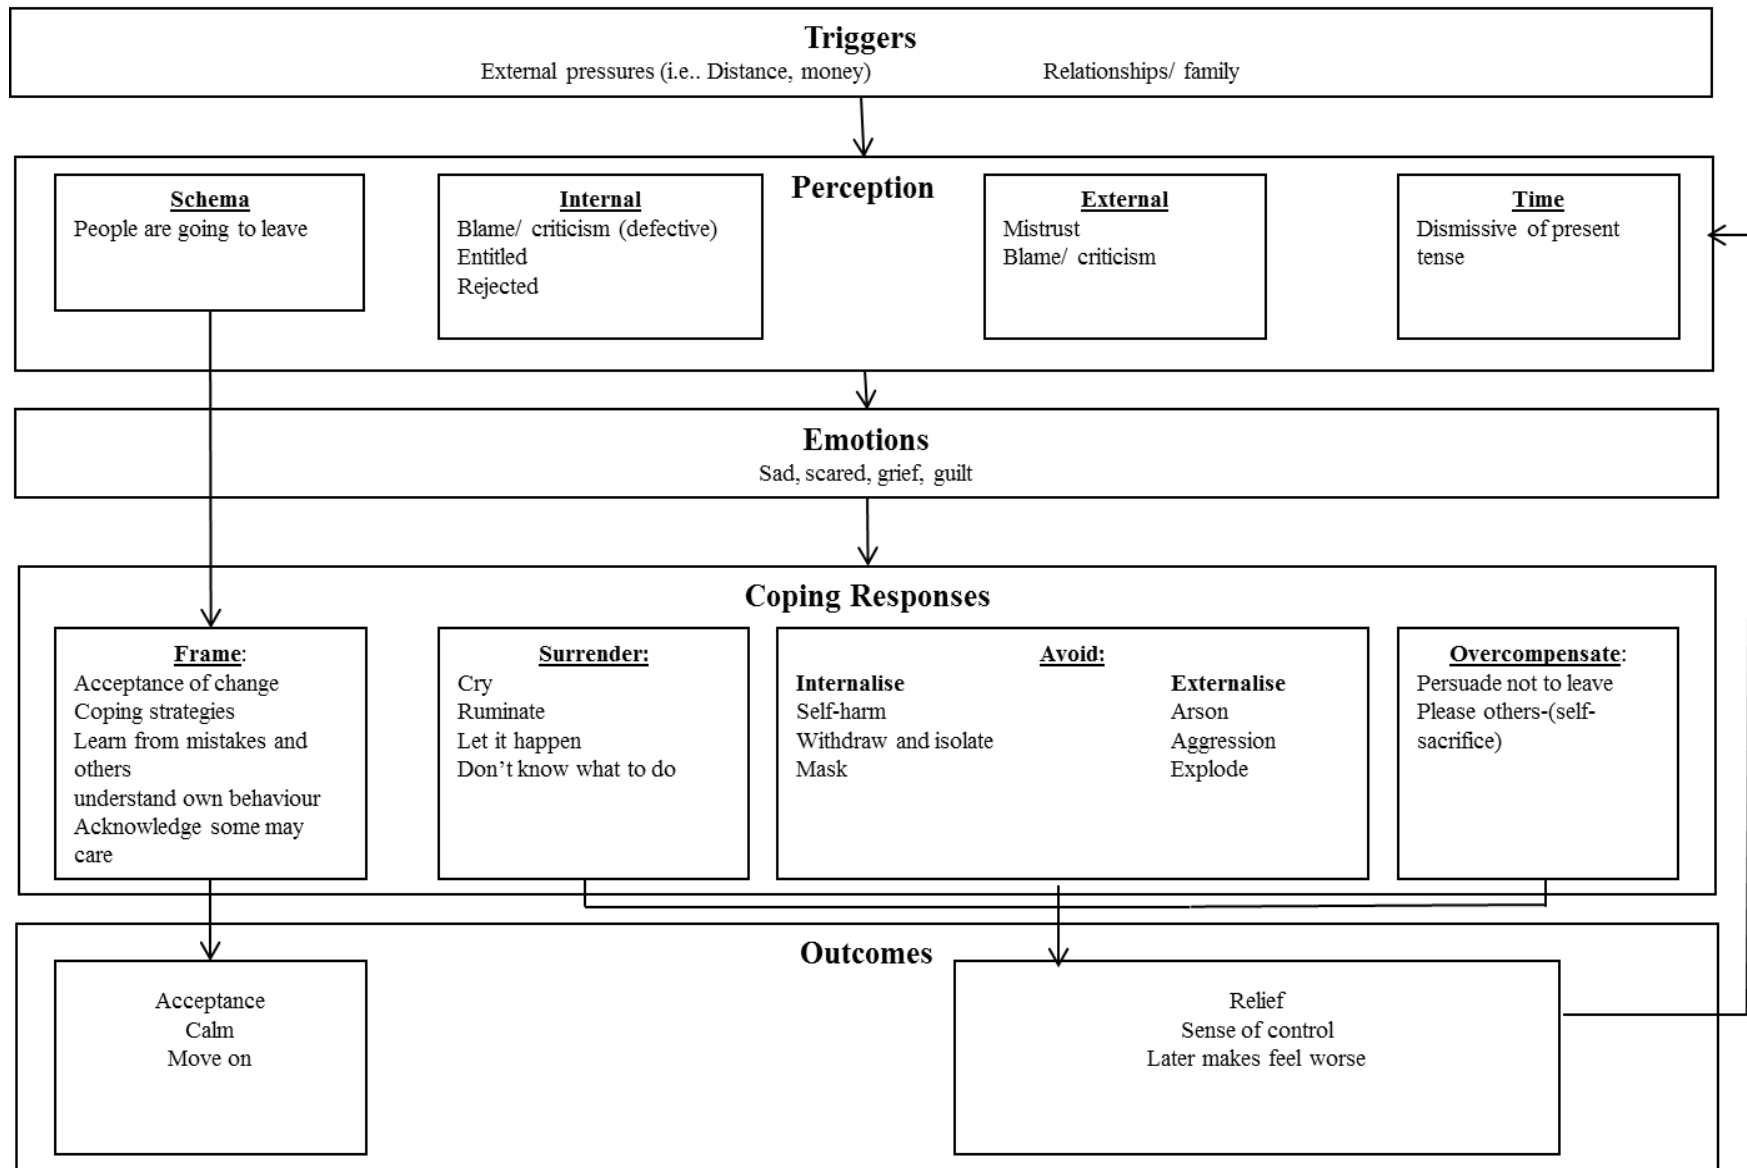 Triggers
External pressures (i.e.. Distance, money) Relationships/ family
Perception
Schema
People are going to leave
Internal
Blame/ criticism (defective)
Entitled
Rejected
External
Mistrust
Blame/ criticism
Time
Dismissive of present
tense
Emotions
Sad, scared, grief, guilt
Coping Responses
Frame:
Acceptance of change
Coping strategies
Learn from mistakes and
others
understand own behaviour
Acknowledge some may
care
Surrender:
Cry
Ruminate
Let it happen
Don’t know what to do
Avoid:
Internalise
Self-harm
Withdraw and isolate
Mask
Externalise
Arson
Aggression
Explode
Overcompensate:
Persuade not to leave
Please others-(self-
sacrifice)
Outcomes
Acceptance
Calm
Move on
Relief
Sense of control
Later makes feel worse